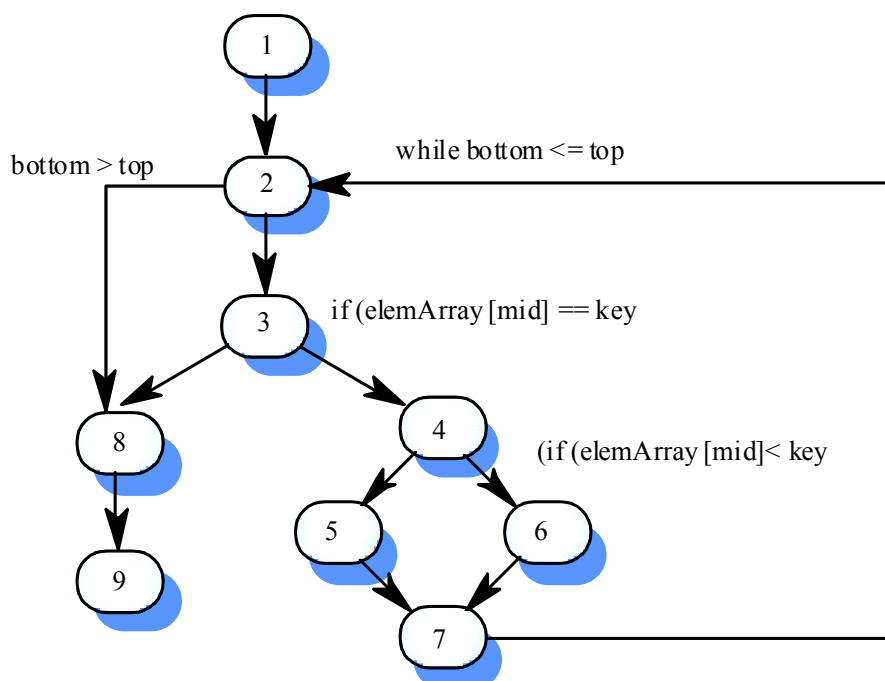 1
while bottom <= top
bottom > top
2
if (elemArray [mid] == key
3
4
8
(if (elemArray [mid]< key
5
6
9
7